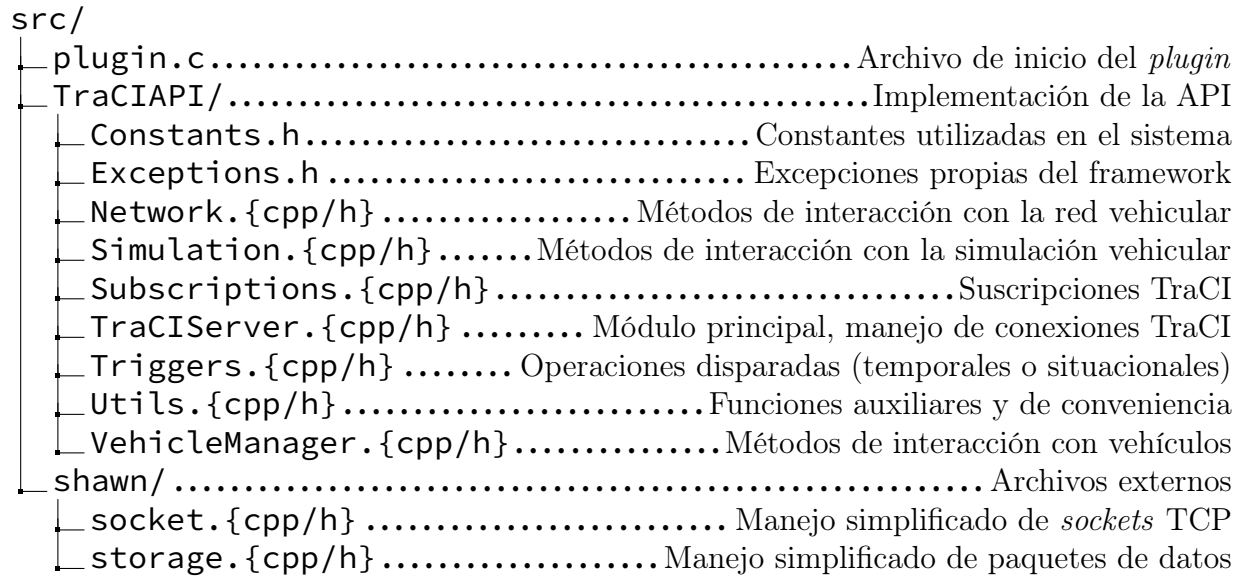 src/
plugin.c.................................................Archivo de inicio del plugin
TraCIAPI/.................................................Implementación de la API
Constants.h..................................Constantes utilizadas en el sistema
Exceptions.h ................................ Excepciones propias del framework
Network.{cpp/h}...................Métodos de interacción con la red vehicular
Simulation.{cpp/h}.......Métodos de interacción con la simulación vehicular
Subscriptions.{cpp/h}...................................Suscripciones TraCI
TraCIServer.{cpp/h} ......... Módulo principal, manejo de conexiones TraCI
Triggers.{cpp/h} ........ Operaciones disparadas (temporales o situacionales)
Utils.{cpp/h}............................Funciones auxiliares y de conveniencia
VehicleManager.{cpp/h}................Métodos de interacción con vehículos
shawn/ .............................................................. Archivos externos
socket.{cpp/h} ............................ Manejo simplificado de sockets TCP
storage.{cpp/h}.....................Manejo simplificado de paquetes de datos